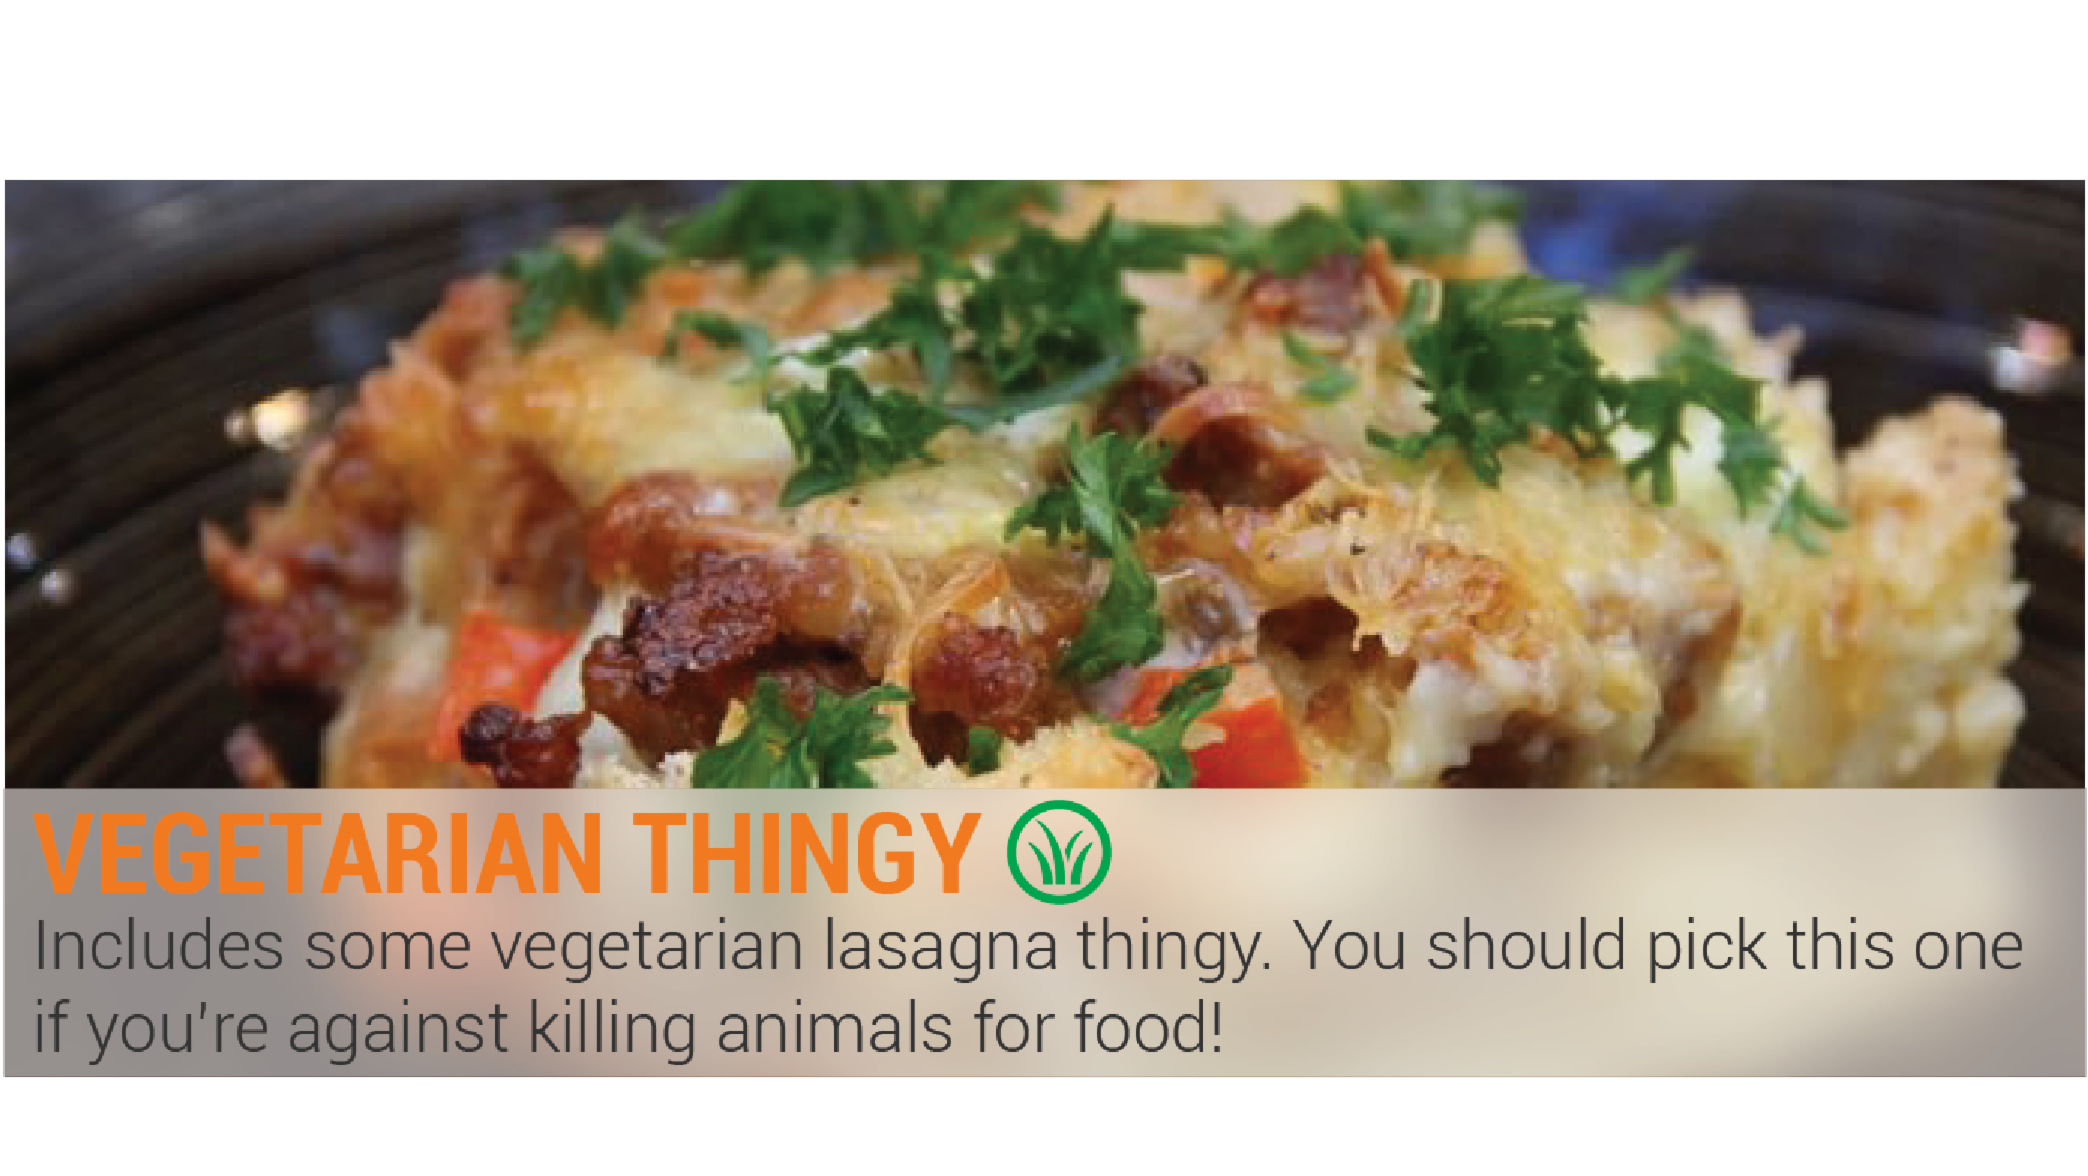 VEGETARIAN THINGY
Includes some vegetarian lasagna thingy. You should pick this one
if you're against killing animals for food!